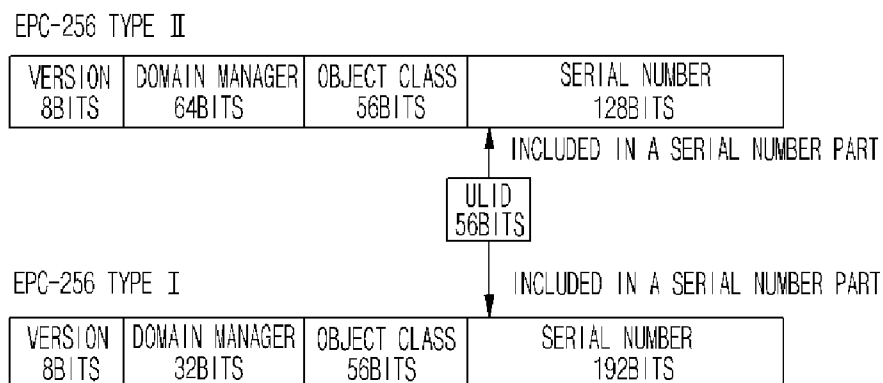 EPC-256 TYPE Ⅱ
VERSION 8BITS
DOMAIN MANAGER 64BITS
OBJECT CLASS 56BITS
SERIAL NUMBER 128BITS
INCLUDED IN A SERIAL NUMBER PART
ULID 56BITS
INCLUDED IN A SERIAL NUMBER PART
EPC-256 TYPE Ⅰ
VERSION 8BITS
DOMAIN MANAGER 32BITS
OBJECT CLASS 56BITS
SERIAL NUMBER 192BITS